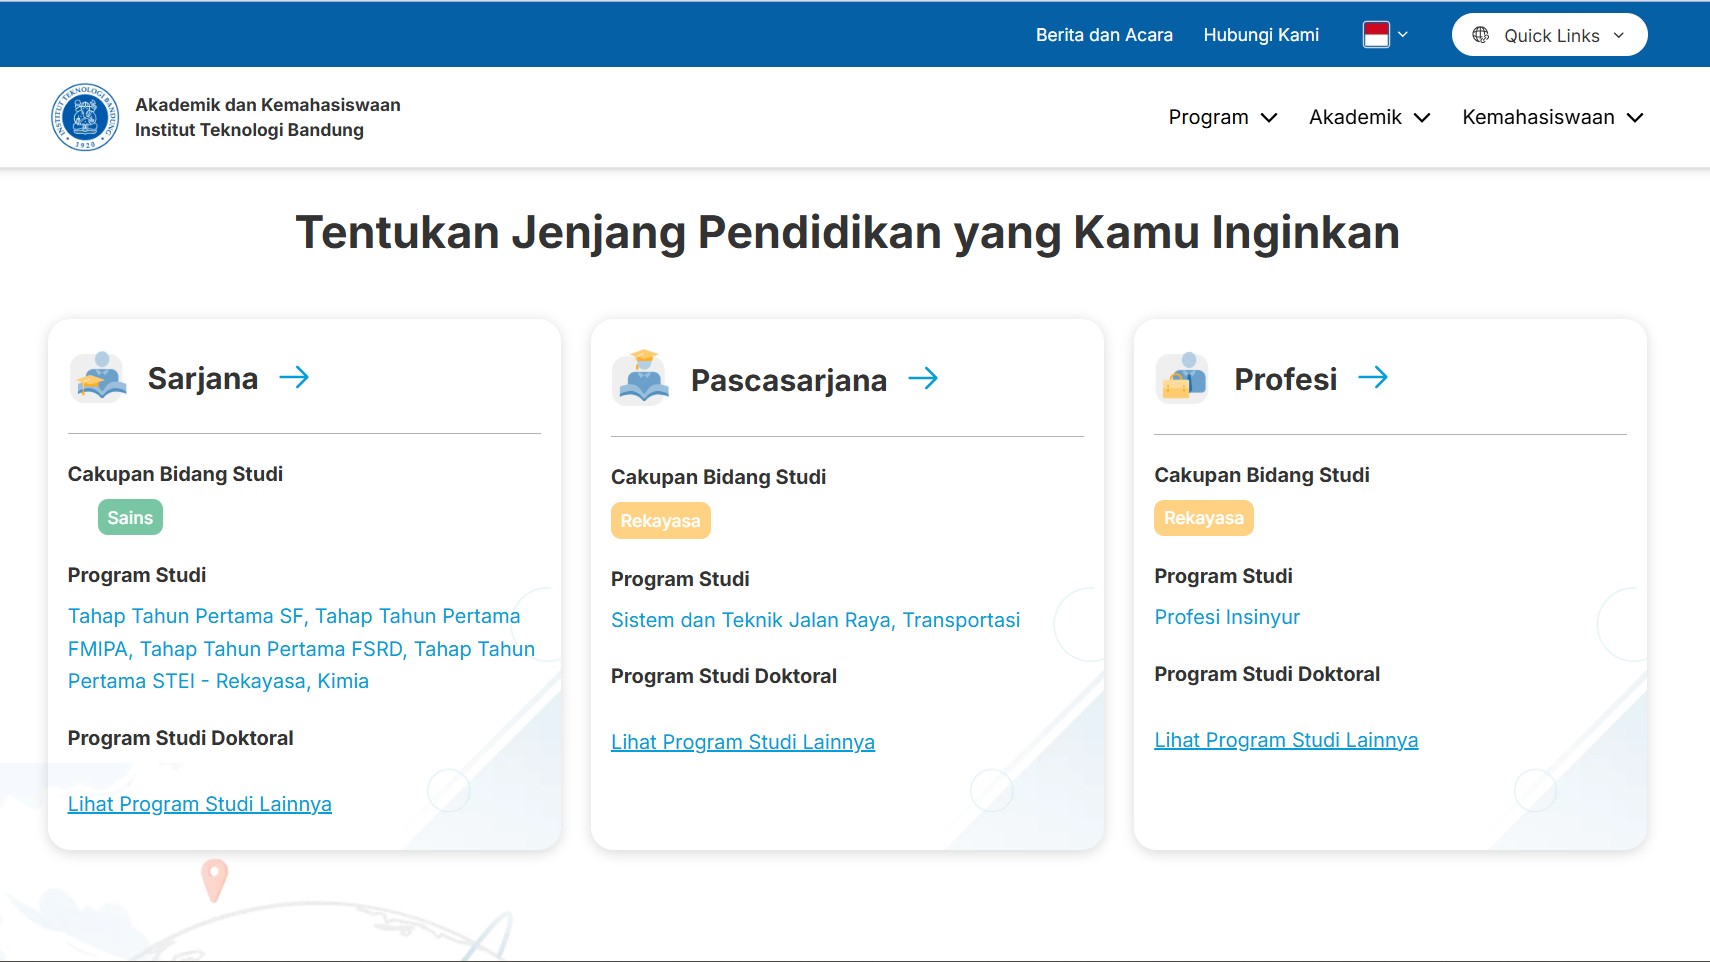 Berita dan Acara
Hubungi Kami
Quick Links
INSTITUT TEKNOLOGI BANDUNG
1920
Akademik dan Kemahasiswaan
Institut Teknologi Bandung
Program
Akademik
Kemahasiswaan
Tentukan Jenjang Pendidikan yang Kamu Inginkan
Sarjana
Cakupan Bidang Studi
Sains
Program Studi
Tahap Tahun Pertama SF, Tahap Tahun Pertama
FMIPA, Tahap Tahun Pertama FSRD, Tahap Tahun
Pertama STEI - Rekayasa, Kimia
Program Studi Doktoral
Lihat Program Studi Lainnya
Pascasarjana
Cakupan Bidang Studi
Rekayasa
Program Studi
Sistem dan Teknik Jalan Raya, Transportasi
Program Studi Doktoral
Lihat Program Studi Lainnya
Profesi
Cakupan Bidang Studi
Rekayasa
Program Studi
Profesi Insinyur
Program Studi Doktoral
Lihat Program Studi Lainnya